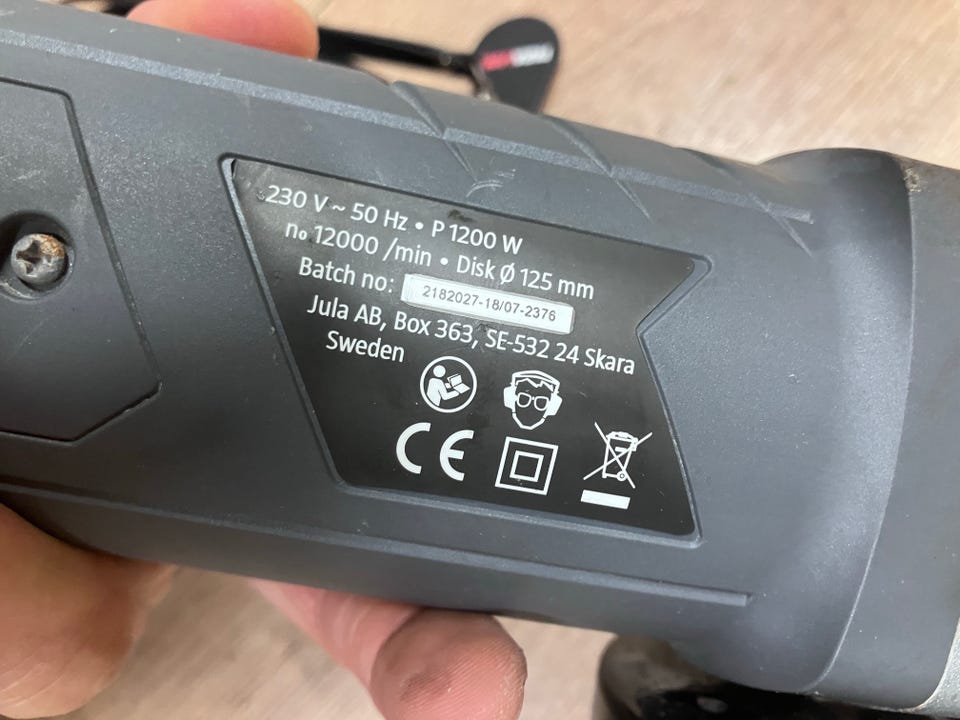 230 V ~ 50 Hz • P 1200 W
no 12000 /min • Disk Ø 125 mm
Batch no: 2182027-18/07-2376
Jula AB, Box 363, SE-532 24 Skara
Sweden
CE